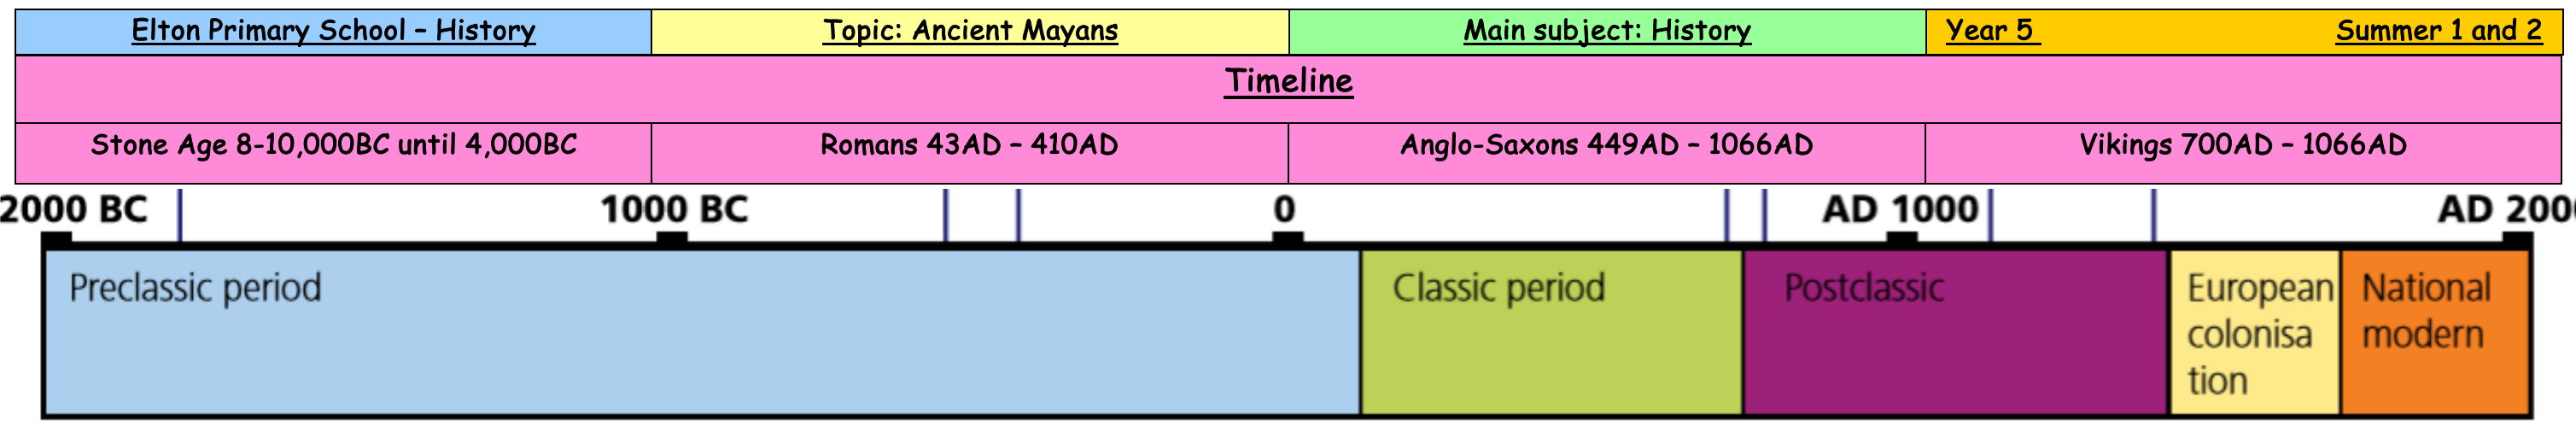 Elton Primary School – History
Topic: Ancient Mayans
Main subject: History
Year 5 Summer 1 and 2
Timeline
Stone Age 8-10,000BC until 4,000BC
Romans 43AD – 410AD
Anglo-Saxons 449AD – 1066AD
Vikings 700AD – 1066AD
2000 BC
1000 BC
0
AD 1000
AD 200
Preclassic period
Classic period
Postclassic
European
colonisa
tion
National
modern